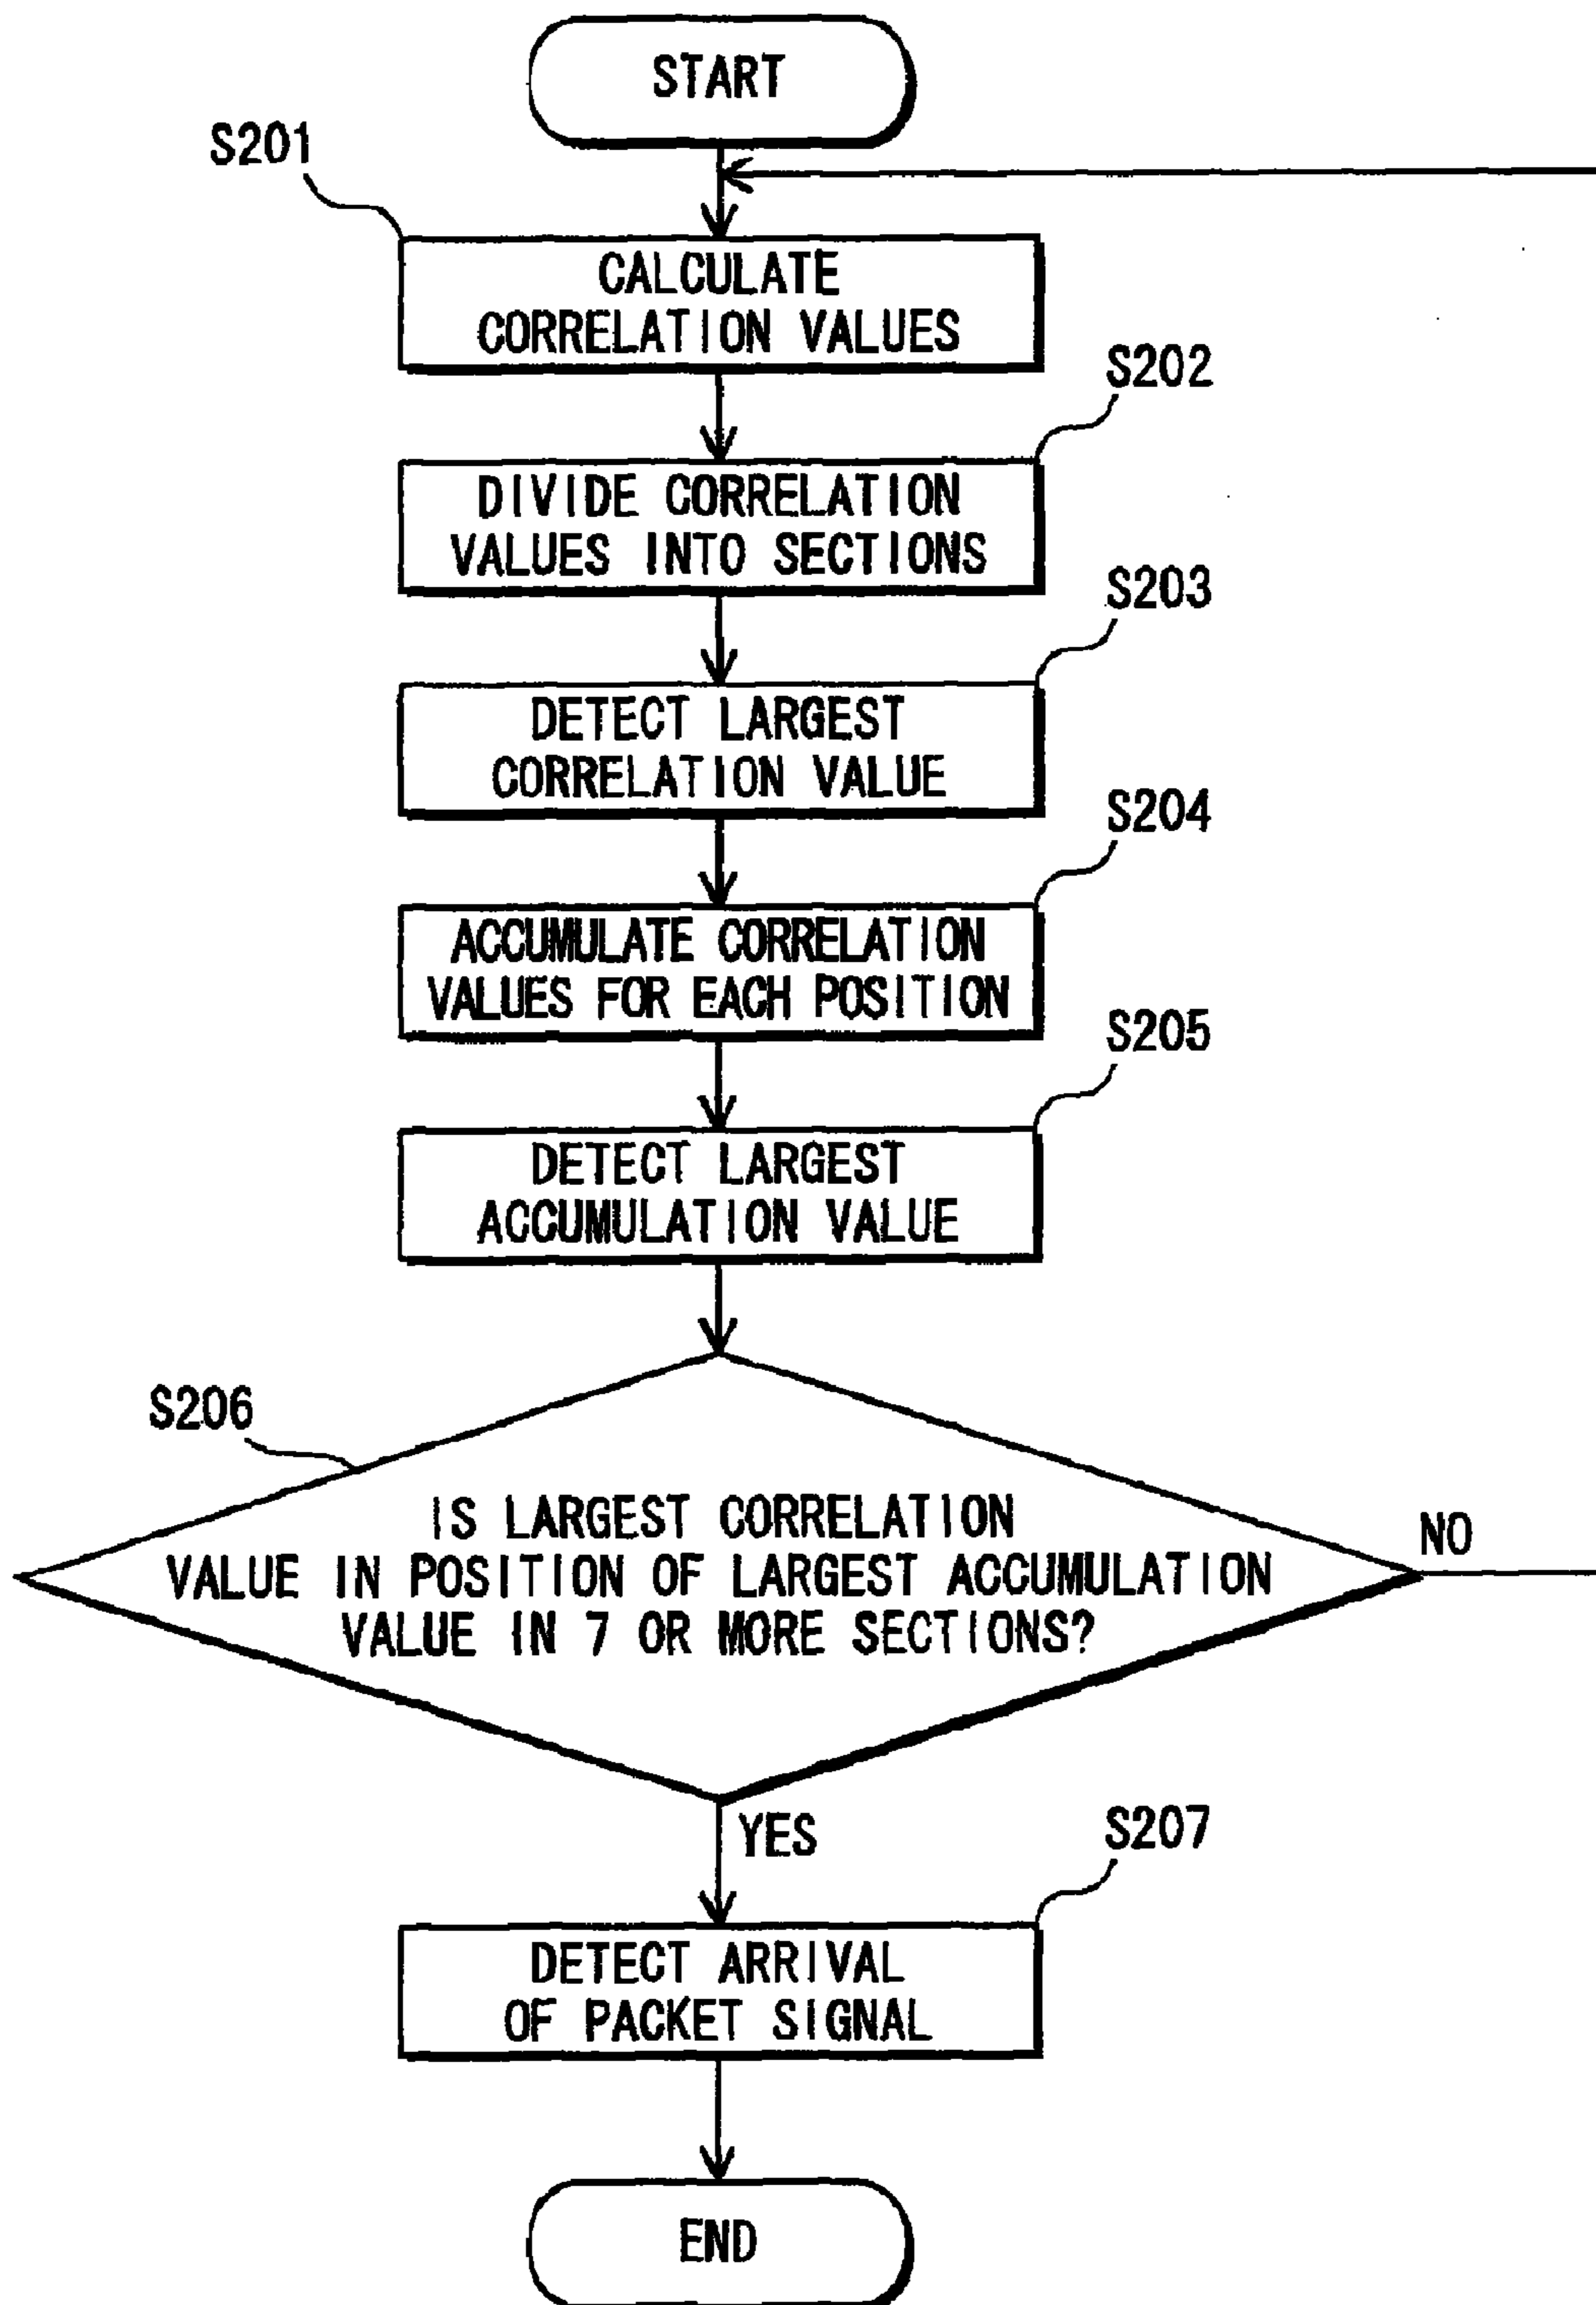 START
S201
CALCULATE
CORRELATION VALUES
S202
DIVIDE CORRELATION
VALUES INTO SECTIONS
S203
DETECT LARGEST
CORRELATION VALUE
S204
ACCUMULATE CORRELATION
VALUES FOR EACH POSITION
S205
DETECT LARGEST
ACCUMULATION VALUE
S206
IS LARGEST CORRELATION
VALUE IN POSITION OF LARGEST ACCUMULATION
VALUE IN 7 OR MORE SECTIONS?
NO
YES
S207
DETECT ARRIVAL
OF PACKET SIGNAL
END